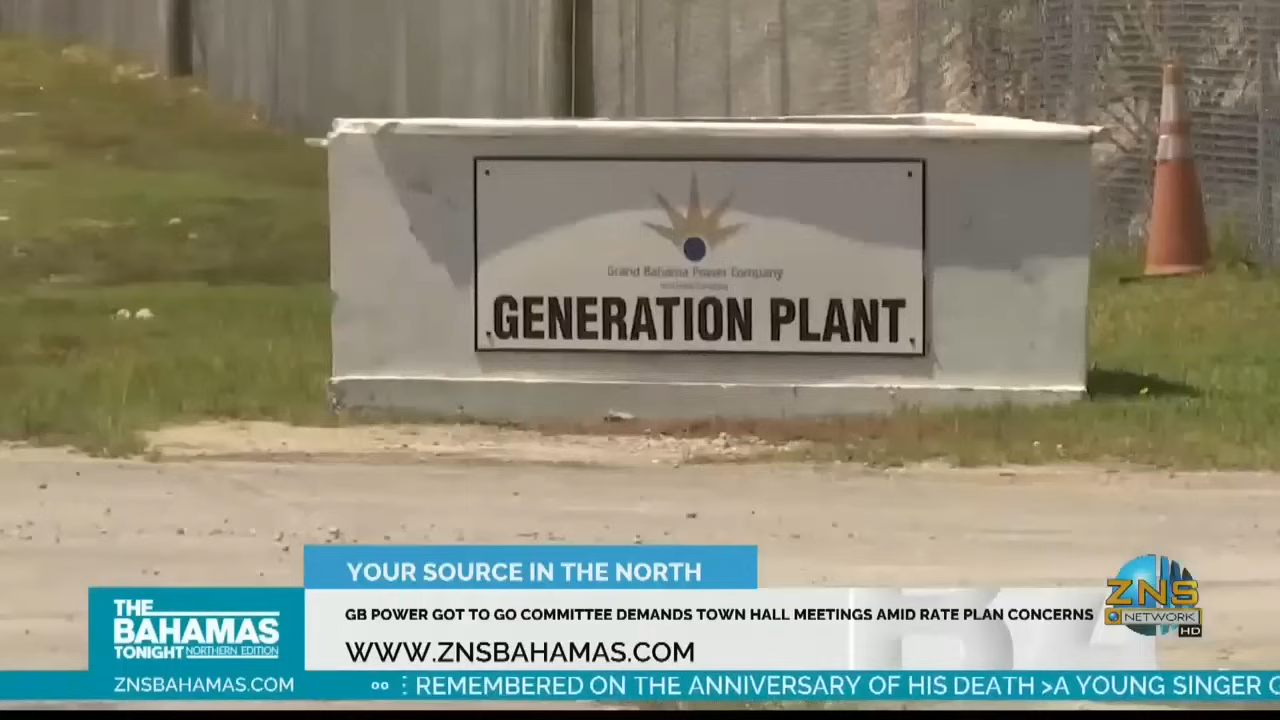 Grand Bahama Power Company
GENERATION PLANT
YOUR SOURCE IN THE NORTH
GB POWER GOT TO GO COMMITTEE DEMANDS TOWN HALL MEETINGS AMID RATE PLAN CONCERNS
WWW.ZNSBAHAMAS.COM
THE
BAHAMAS
TONIGHT NORTHERN EDITION
ZNS
NETWORK
HD
ZNSBAHAMAS.COM
REMEMBERED ON THE ANNIVERSARY OF HIS DEATH >A YOUNG SINGER